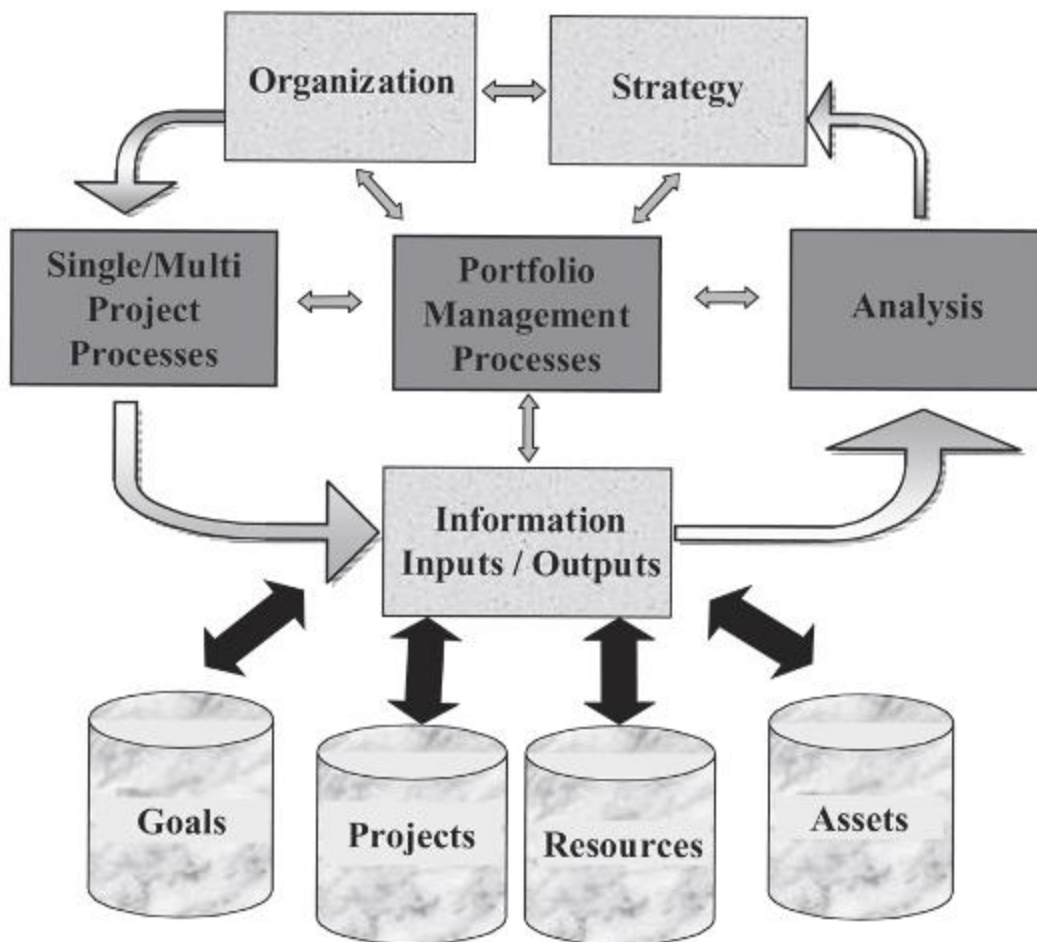 Organization
Strategy
Single/Multi
Project
Processes
Portfolio
Management
Processes
Analysis
Information
Inputs / Outputs
Goals
Projects
Resources
Assets